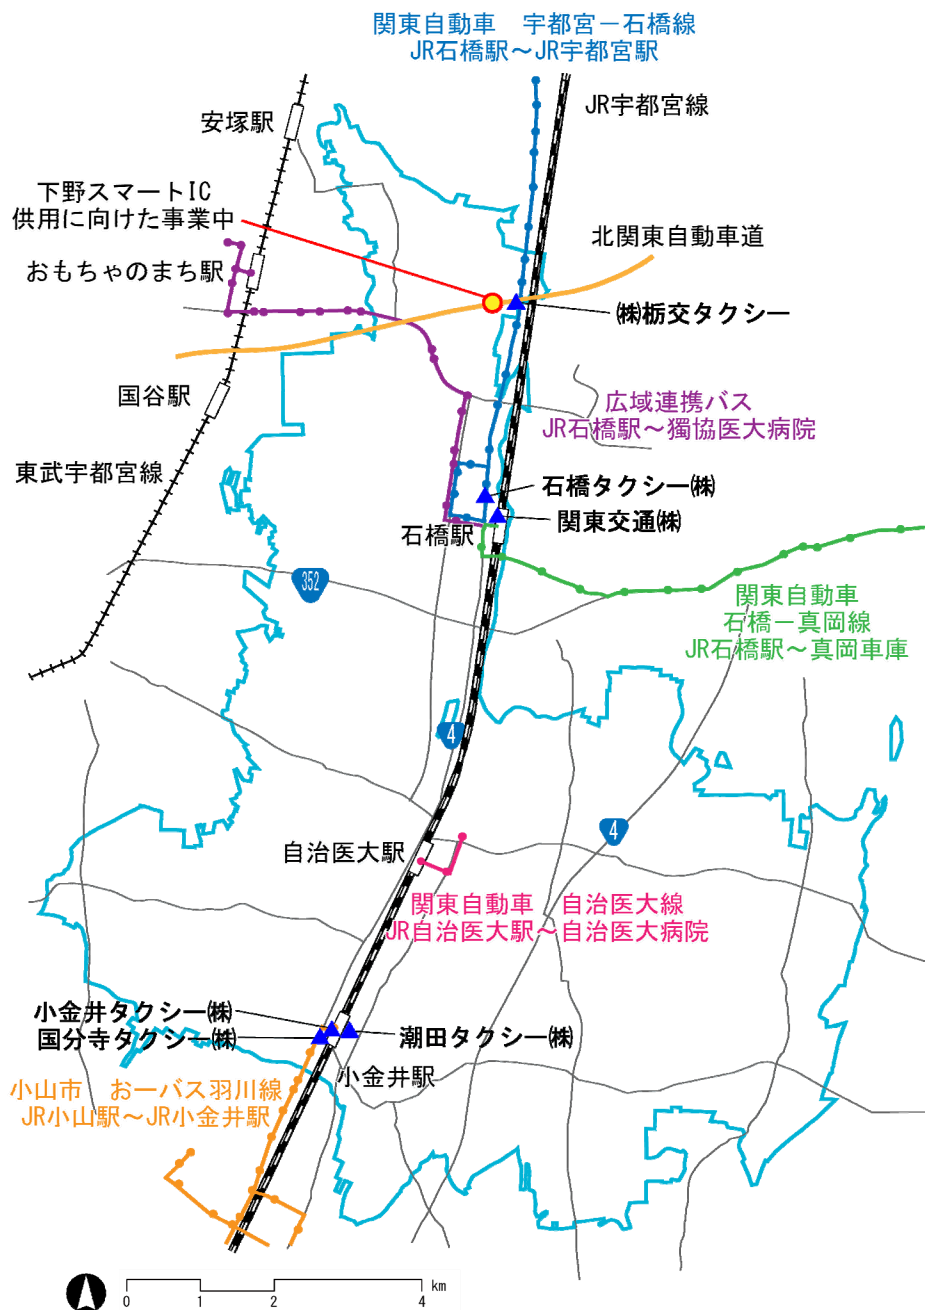 関東自動車　宇都宮－石橋線
JR石橋駅～JR宇都宮駅
JR宇都宮線
安塚駅
下野スマートIC
供用に向けた事業中
北関東自動車道
おもちゃのまち駅
㈱栃交タクシー
国谷駅
広域連携バス
JR石橋駅～獨協医大病院
東武宇都宮線
石橋タクシー㈱
関東交通㈱
石橋駅
352
関東自動車
石橋－真岡線
JR石橋駅～真岡車庫
4
4
自治医大駅
関東自動車　自治医大線
JR自治医大駅～自治医大病院
小金井タクシー㈱
国分寺タクシー㈱
潮田タクシー㈱
小金井駅
小山市　おーバス羽川線
JR小山駅～JR小金井駅
km
0 1 2 4